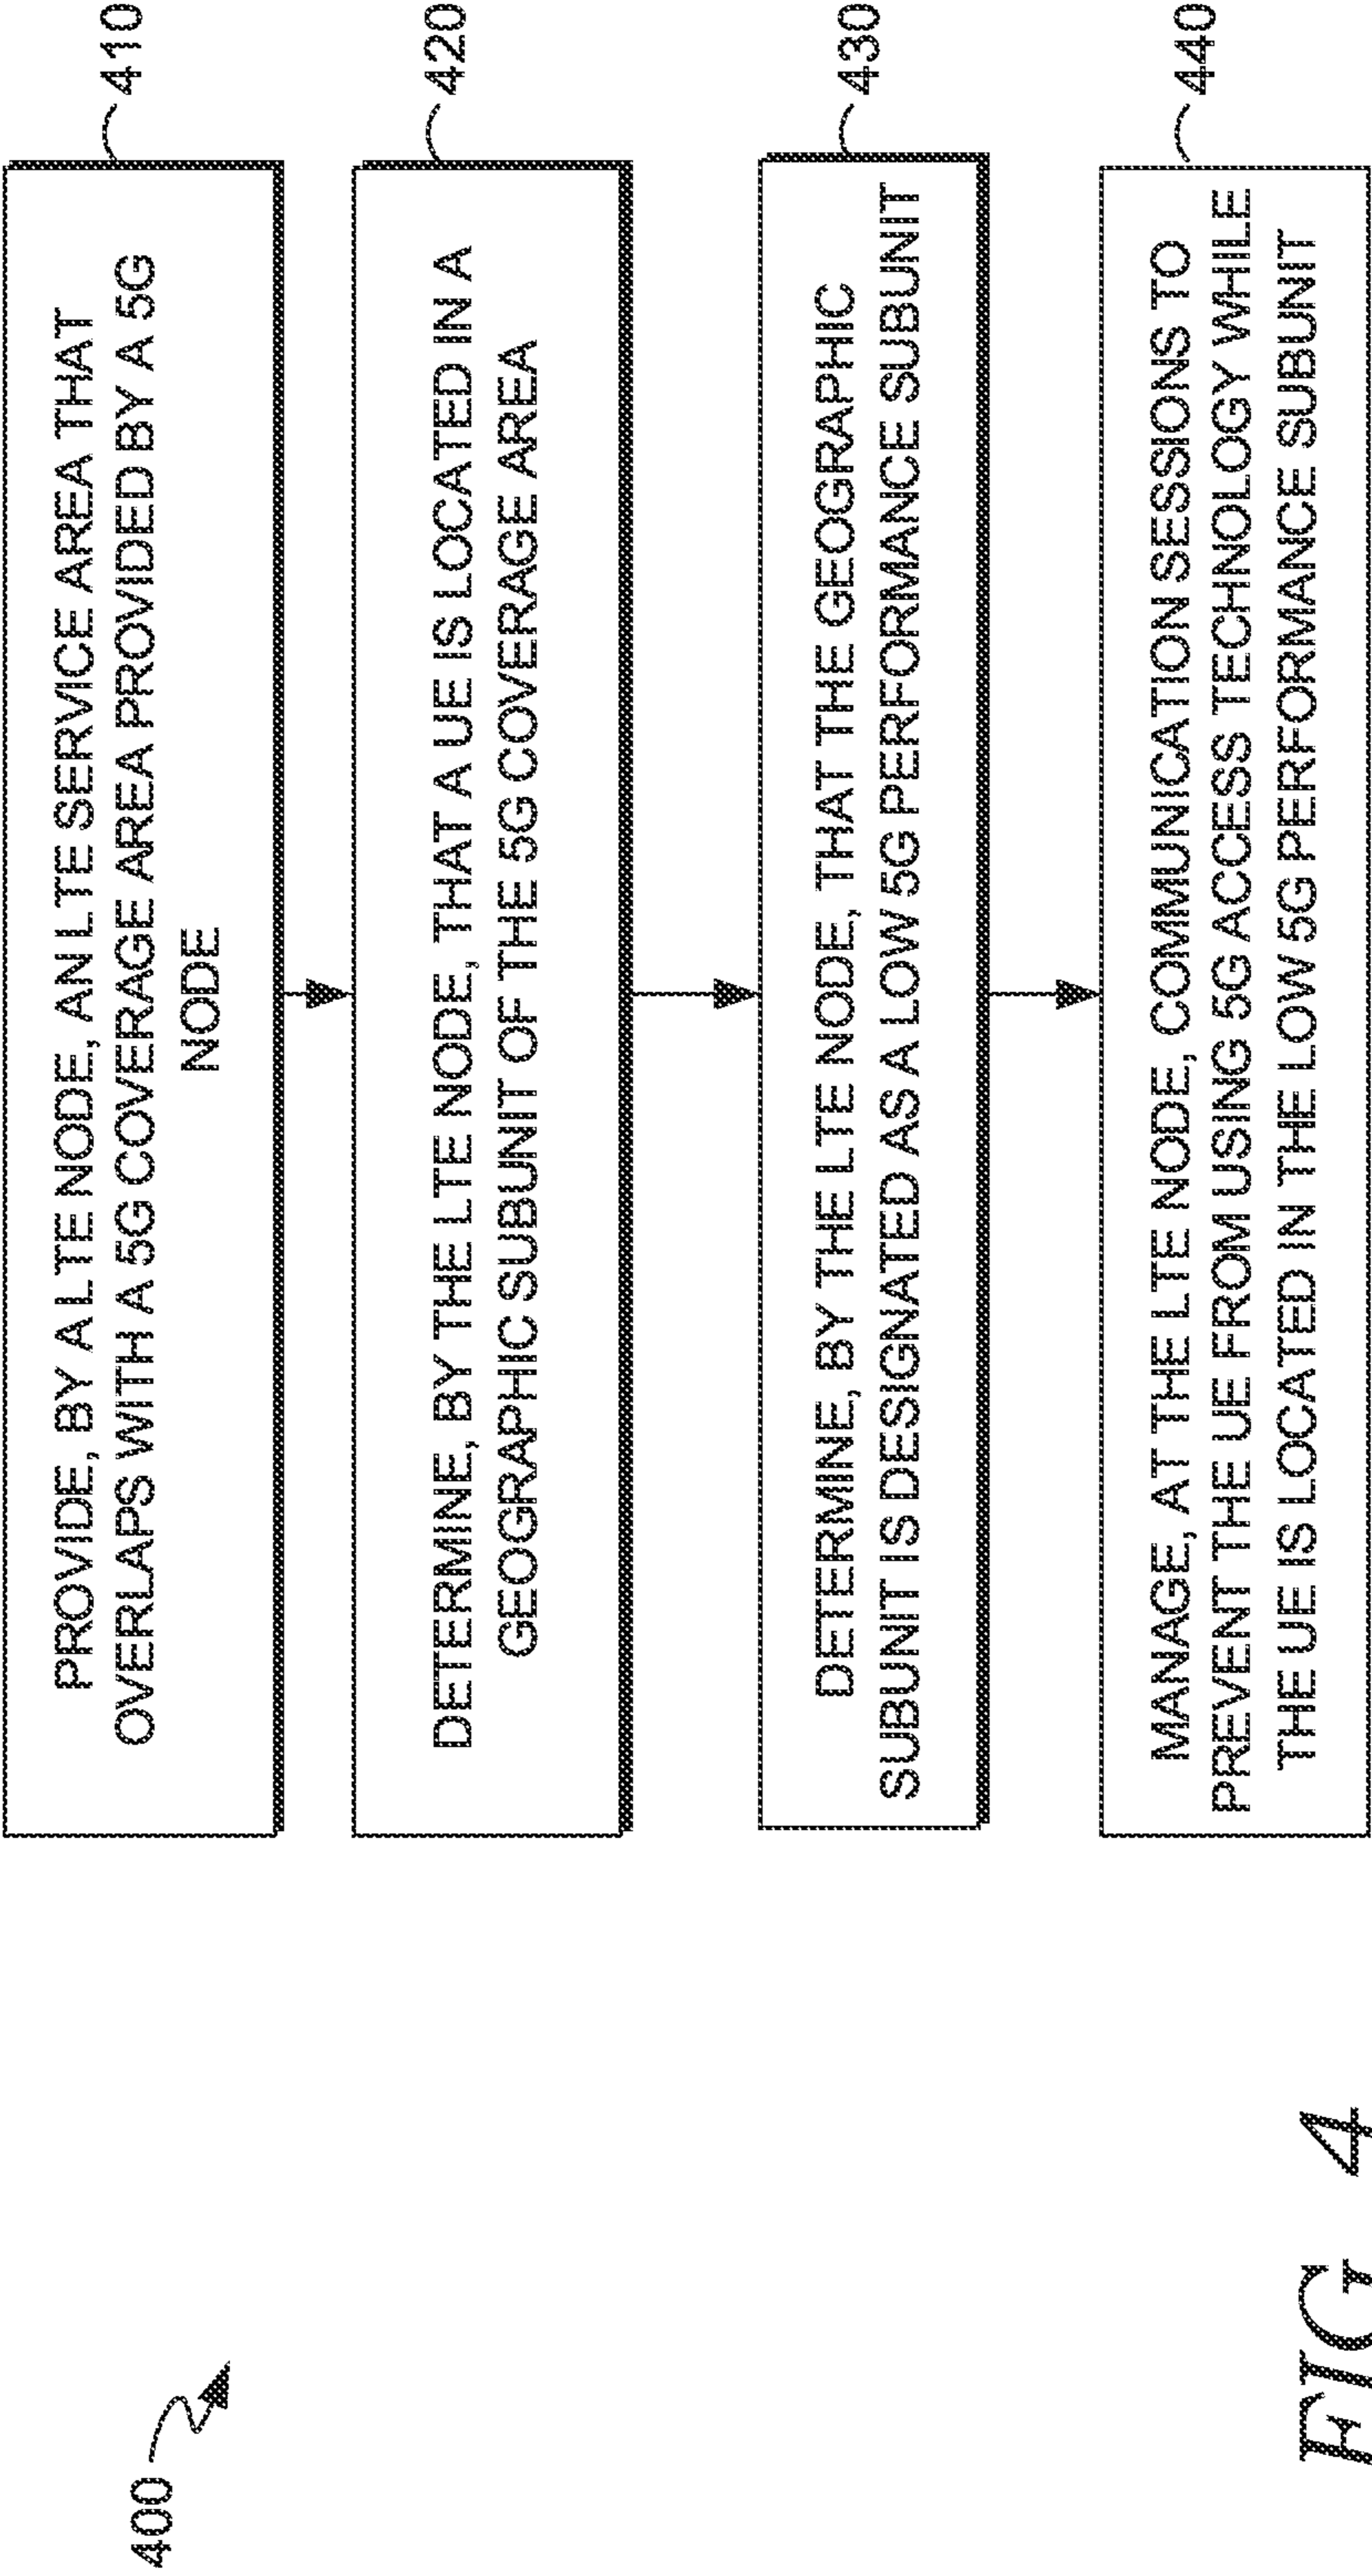 400
PROVIDE, BY A LTE NODE, AN LTE SERVICE AREA THAT
OVERLAPS WITH A 5G COVERAGE AREA PROVIDED BY A 5G
NODE
410
DETERMINE, BY THE LTE NODE, THAT A UE IS LOCATED IN A
GEOGRAPHIC SUBUNIT OF THE 5G COVERAGE AREA
420
DETERMINE, BY THE LTE NODE, THAT THE GEOGRAPHIC
SUBUNIT IS DESIGNATED AS A LOW 5G PERFORMANCE SUBUNIT
430
MANAGE, AT THE LTE NODE, COMMUNICATION SESSIONS TO
PREVENT THE UE FROM USING 5G ACCESS TECHNOLOGY WHILE
THE UE IS LOCATED IN THE LOW 5G PERFORMANCE SUBUNIT
440
FIG 4